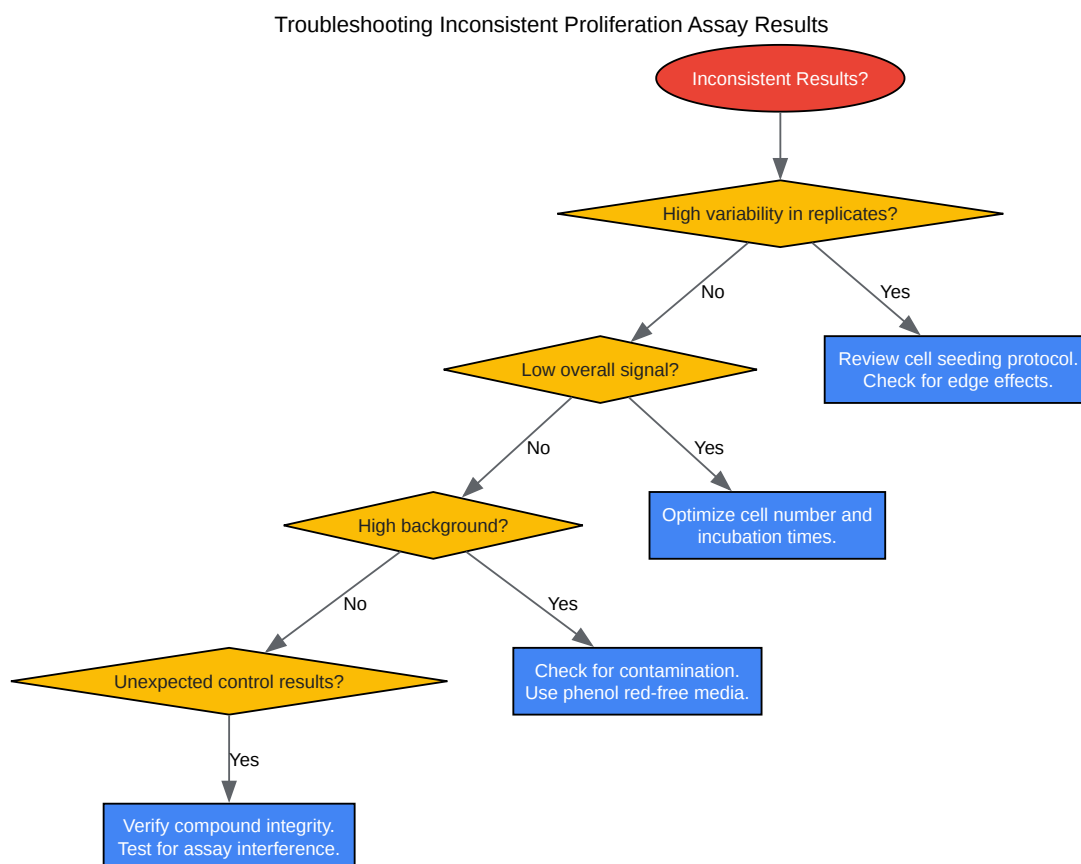 Troubleshooting Inconsistent Proliferation Assay Results
Inconsistent Results?
High variability in replicates?
No
Yes
Low overall signal?
Review cell seeding protocol.
Check for edge effects.
No
Yes
High background?
Optimize cell number and
incubation times.
No
Yes
Unexpected control results?
Check for contamination.
Use phenol red-free media.
Yes
Verify compound integrity.
Test for assay interference.